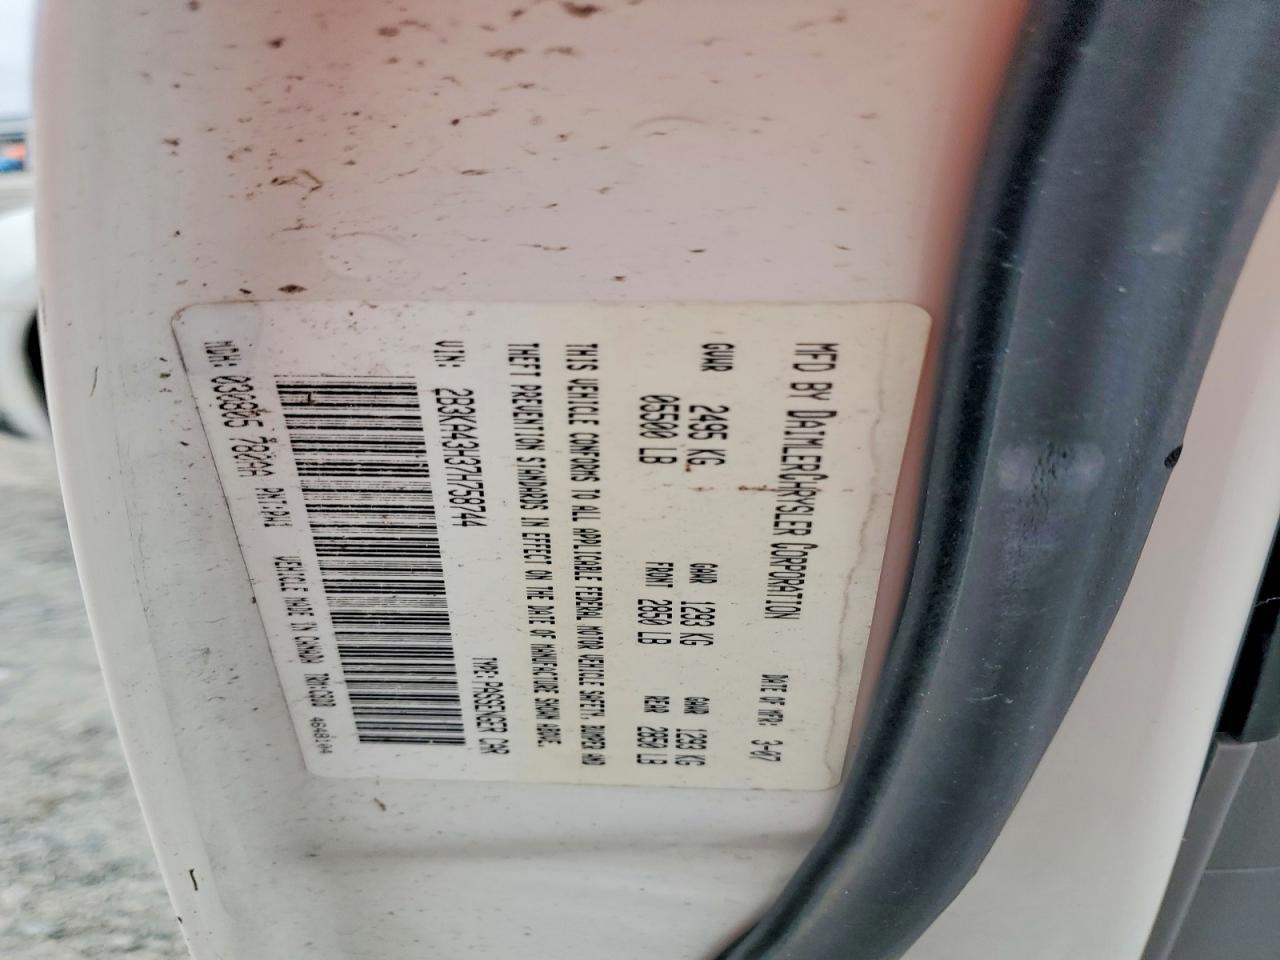 MFD BY DAIMLERCHRYSLER CORPORATION DATE OF MFR: 3-07
GVWR 2495 KG GAWR 1293 KG GAWR 1293 KG
05500 LB FRONT 2850 LB REAR 2850 LB
THIS VEHICLE CONFORMS TO ALL APPLICABLE FEDERAL MOTOR VEHICLE SAFETY, BUMPER AND
THEFT PREVENTION STANDARDS IN EFFECT ON THE DATE OF MANUFACTURE SHOWN ABOVE.
VIN: 2B3KA43H37H758744 TYPE: PASSENGER CAR
MDH: VEHICLE MADE IN CANADA